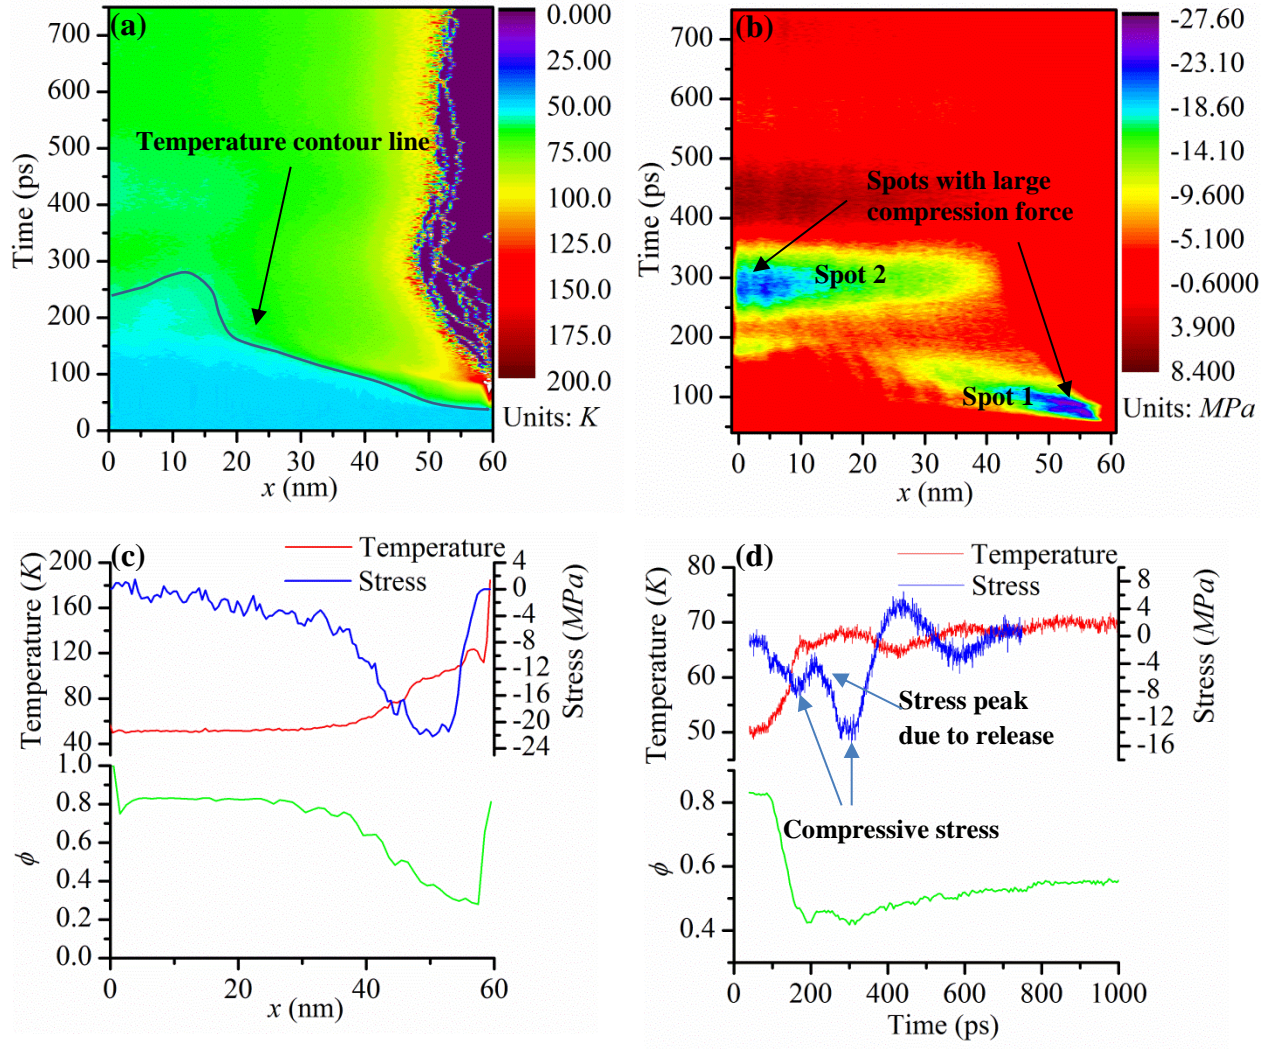 (a)
Temperature contour line
Time (ps)
700
600
500
400
300
200
100
0
0 10 20 30 40 50 60
x (nm)
0.000
25.00
50.00
75.00
100.0
125.0
150.0
175.0
200.0
Units: K
(b)
Spots with large
compression force
Spot 2
Spot 1
Time (ps)
700
600
500
400
300
200
100
0 10 20 30 40 50 60
x (nm)
-27.60
-23.10
-18.60
-14.10
-9.600
-5.100
-0.6000
3.900
8.400
Units: MPa
(c)
Temperature
Stress
Temperature (K)
200
160
120
80
40
Stress (MPa)
4
0
-4
-8
-12
-16
-20
-24
ϕ
1.0
0.8
0.6
0.4
0.2
0.0
0 20 40 60
x (nm)
(d)
Temperature
Stress
Temperature (K)
80
70
60
50
Stress (MPa)
8
4
0
-4
-8
-12
-16
Stress peak
due to release
Compressive stress
ϕ
0.8
0.6
0.4
0 200 400 600 800 1000
Time (ps)